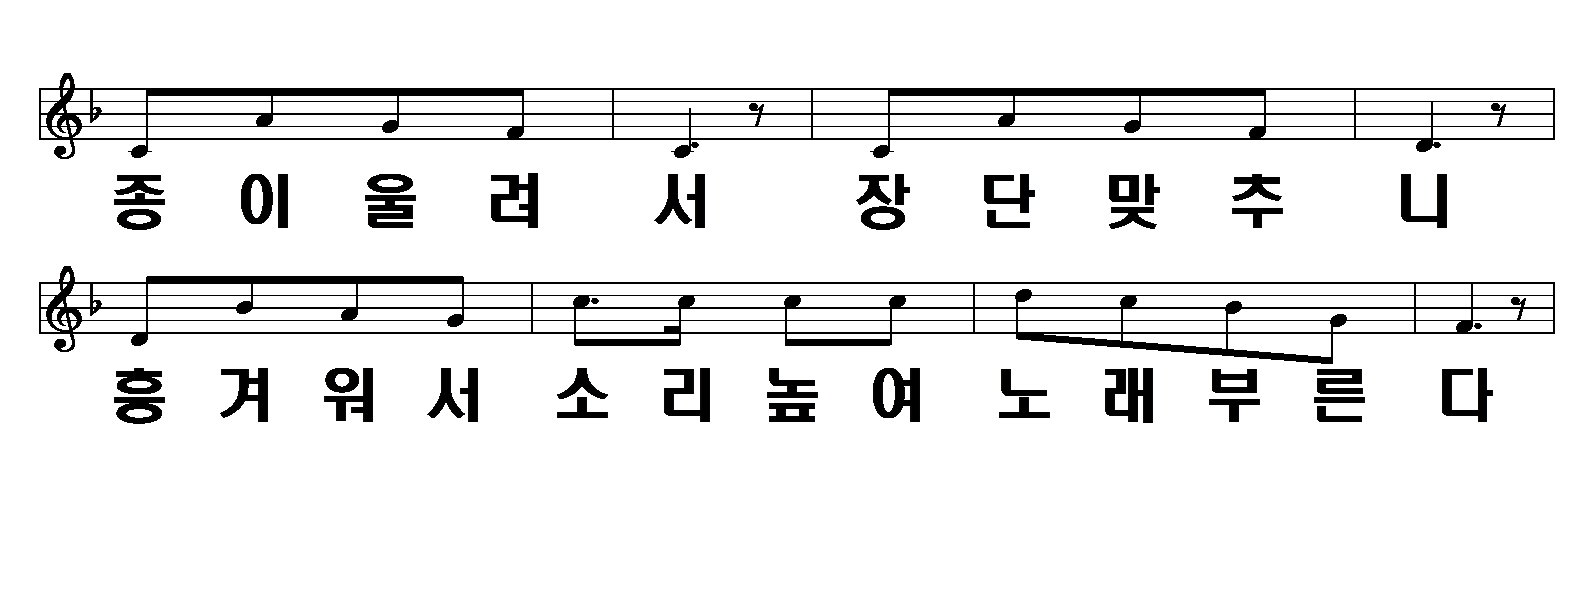 종 이 울 려 서 장 단 맞 추 니
흥 겨 워 서 소 리 높 여 노 래 부 른 다